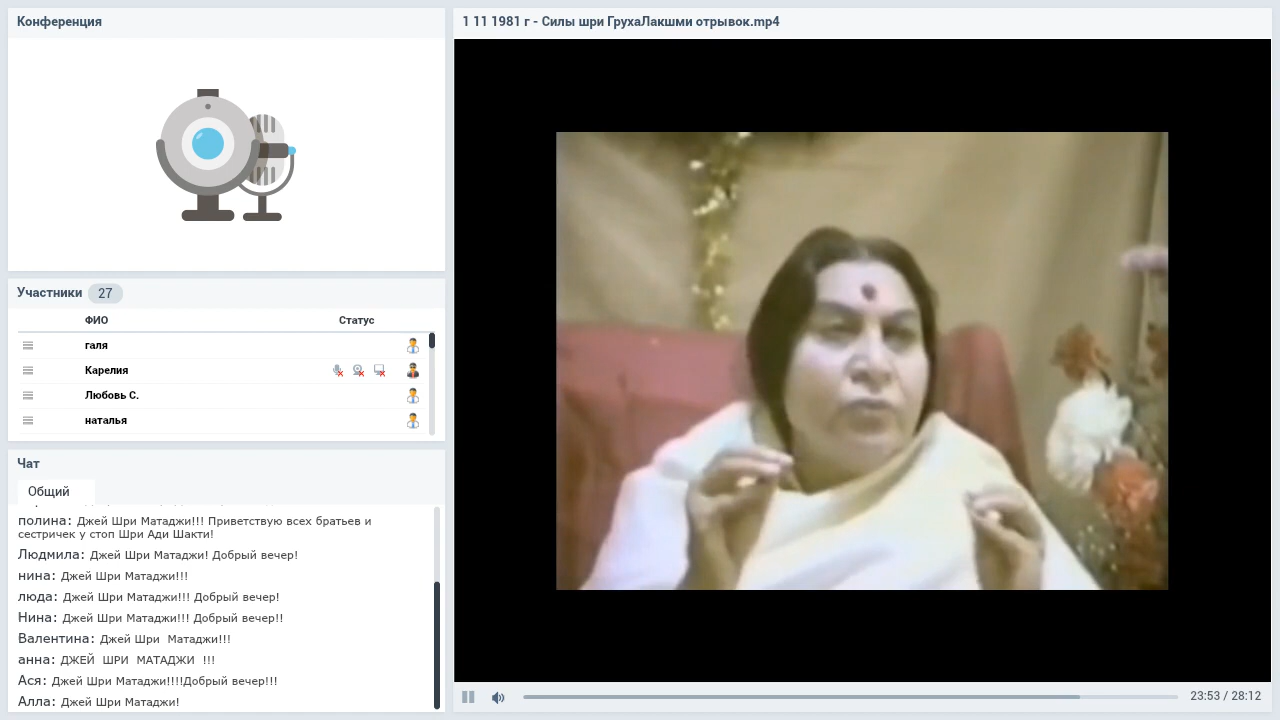 Конференция
1 11 1981 г - Силы шри ГрухаЛакшми отрывок.mp4
Участники 27
ФИО Статус
галя
Карелия
Любовь С.
наталья
Чат
Общий
полина: Джей Шри Матаджи!!! Приветствую всех братьев и
сестричек у стоп Шри Ади Шакти!
Людмила: Джей Шри Матаджи! Добрый вечер!
нина: Джей Шри Матаджи!!!
люда: Джей Шри Матаджи!!! Добрый вечер!
Нина: Джей Шри Матаджи!!! Добрый вечер!!
Валентина: Джей Шри Матаджи!!!
анна: ДЖЕЙ ШРИ МАТАДЖИ !!!
Ася: Джей Шри Матаджи!!!!Добрый вечер!!!
Алла: Джей Шри Матаджи!
23:53 / 28:12